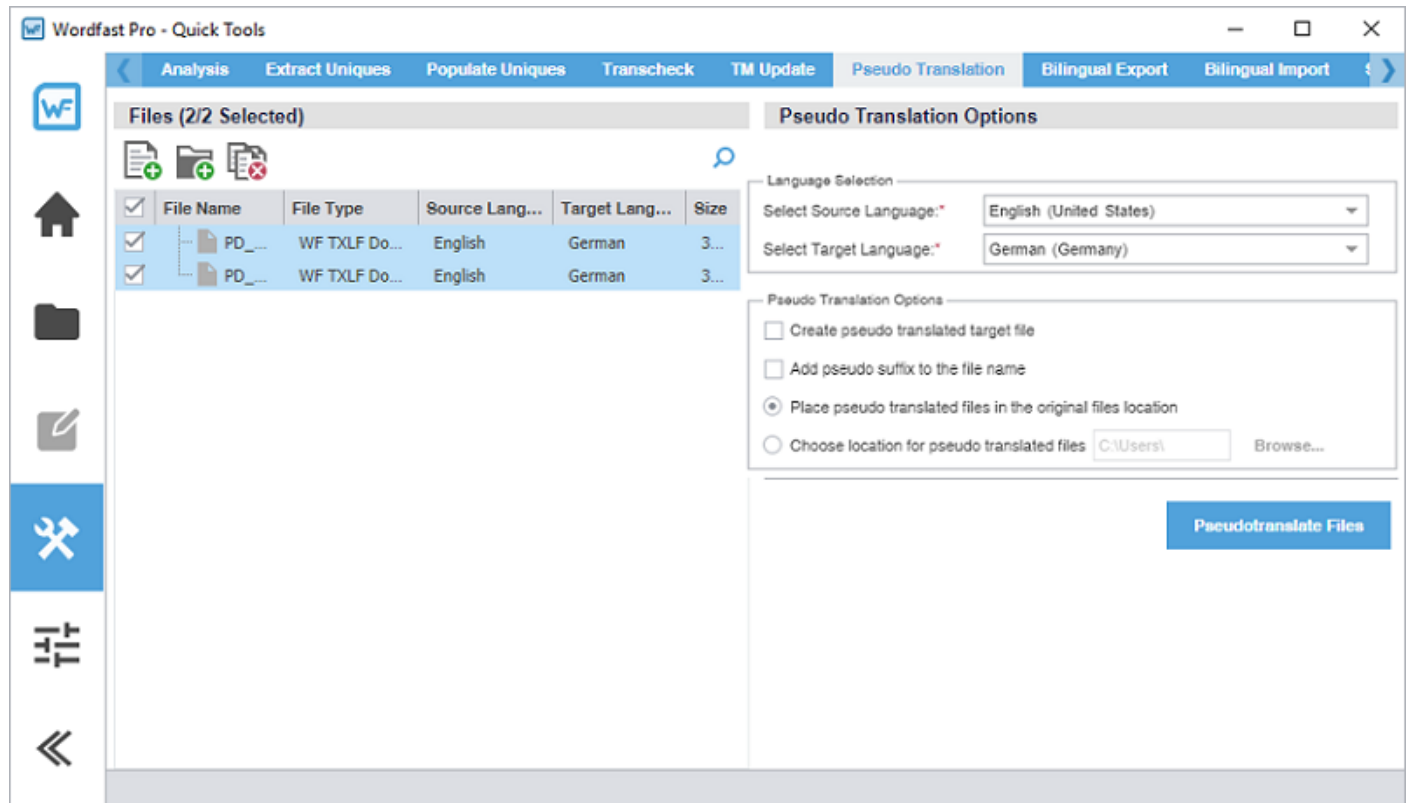 Wordfast Pro - Quick Tools
Analysis Extract Uniques Populate Uniques Transcheck TM Update Pseudo Translation Bilingual Export Bilingual Import
WF
Files (2/2 Selected)
File Name File Type Source Lang... Target Lang... Size
PD_... WF TXLF Do... English German 3...
PD_... WF TXLF Do... English German 3...
Pseudo Translation Options
Language Selection
Select Source Language:* English (United States)
Select Target Language:* German (Germany)
Pseudo Translation Options
Create pseudo translated target file
Add pseudo suffix to the file name
Place pseudo translated files in the original files location
Choose location for pseudo translated files C:\Users\ Browse...
Pseudotranslate Files